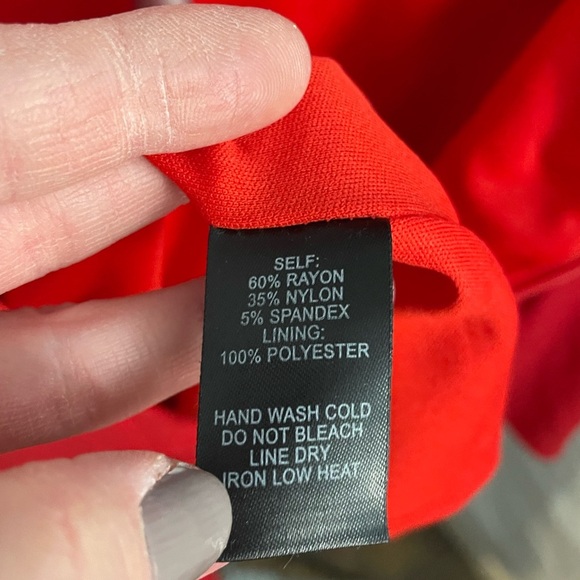 SELF:
60% RAYON
35% NYLON
5% SPANDEX
LINING:
100% POLYESTER
HAND WASH COLD
DO NOT BLEACH
LINE DRY
IRON LOW HEAT